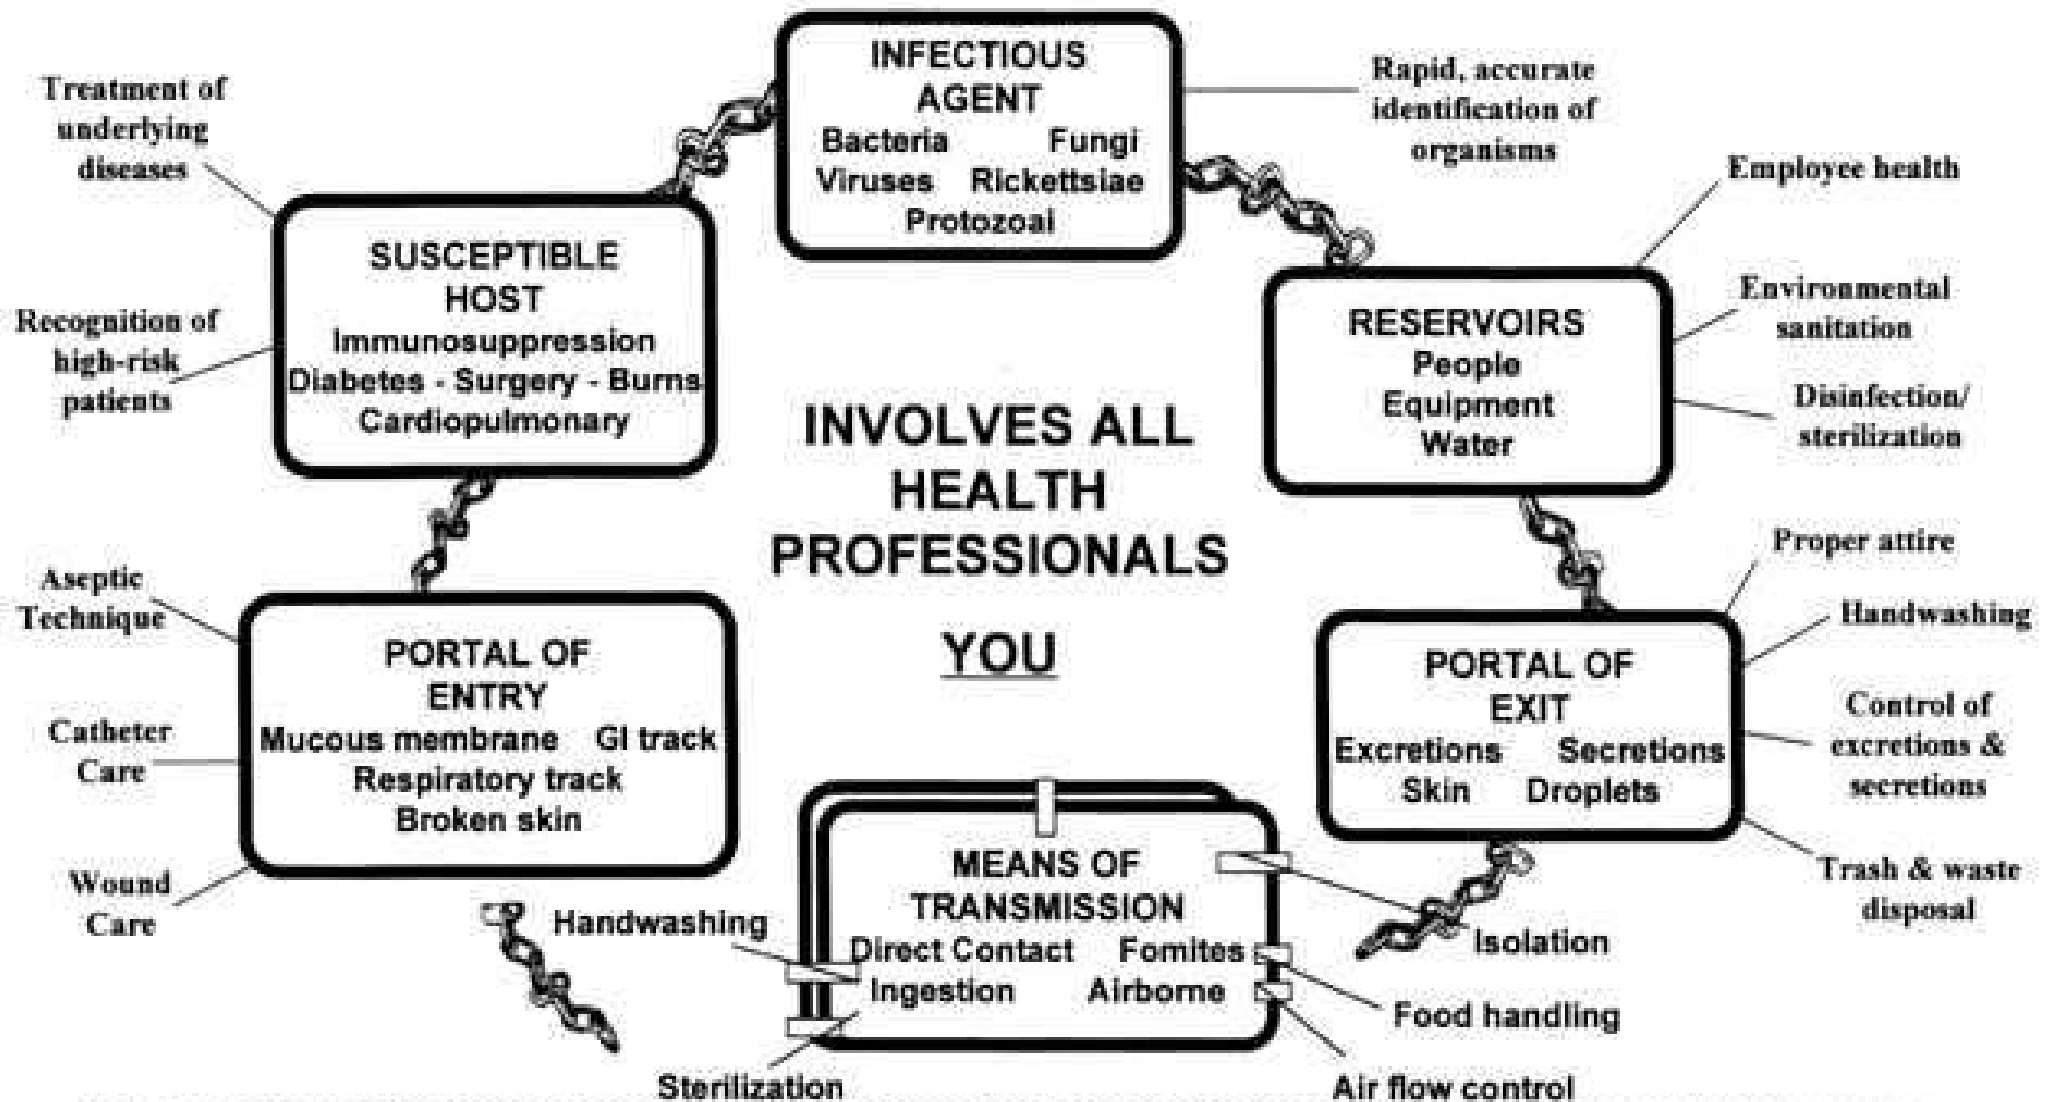 INFECTIOUS
AGENT
Bacteria Fungi
Viruses Rickettsiae
Protozoai
Rapid, accurate
identification of
organisms
Treatment of
underlying
diseases
Recognition of
high-risk
patients
SUSCEPTIBLE
HOST
Immunosuppression
Diabetes - Surgery - Burns
Cardiopulmonary
Employee health
Environmental
sanitation
Disinfection/
sterilization
RESERVOIRS
People
Equipment
Water
INVOLVES ALL
HEALTH
PROFESSIONALS
YOU
Aseptic
Technique
Catheter
Care
Wound
Care
PORTAL OF
ENTRY
Mucous membrane GI track
Respiratory track
Broken skin
Proper attire
Handwashing
Control of
excretions &
secretions
Trash & waste
disposal
PORTAL OF
EXIT
Excretions Secretions
Skin Droplets
MEANS OF
TRANSMISSION
Direct Contact Fomites
Ingestion Airborne
Handwashing
Sterilization
Isolation
Food handling
Air flow control